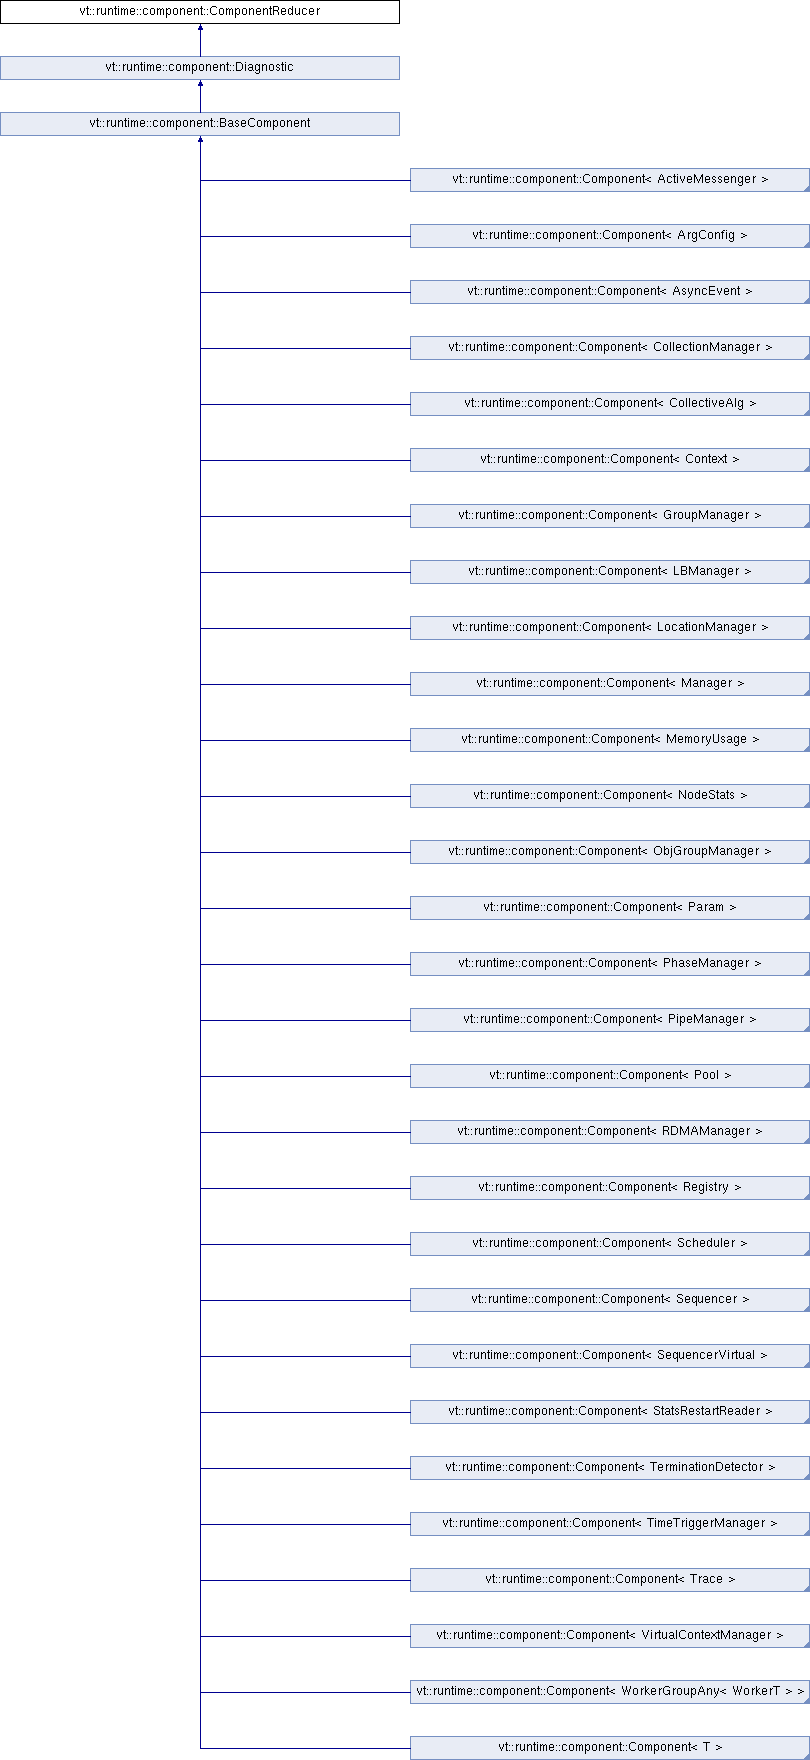 vt::runtime::component::ComponentReducer
vt::runtime::component::Diagnostic
vt::runtime::component::BaseComponent
vt::runtime::component::Component< ActiveMessenger >
vt::runtime::component::Component< ArgConfig >
vt::runtime::component::Component< AsyncEvent >
vt::runtime::component::Component< CollectionManager >
vt::runtime::component::Component< CollectiveAlg >
vt::runtime::component::Component< Context >
vt::runtime::component::Component< GroupManager >
vt::runtime::component::Component< LBManager >
vt::runtime::component::Component< LocationManager >
vt::runtime::component::Component< Manager >
vt::runtime::component::Component< MemoryUsage >
vt::runtime::component::Component< NodeStats >
vt::runtime::component::Component< ObjGroupManager >
vt::runtime::component::Component< Param >
vt::runtime::component::Component< PhaseManager >
vt::runtime::component::Component< PipeManager >
vt::runtime::component::Component< Pool >
vt::runtime::component::Component< RDMAManager >
vt::runtime::component::Component< Registry >
vt::runtime::component::Component< Scheduler >
vt::runtime::component::Component< Sequencer >
vt::runtime::component::Component< SequencerVirtual >
vt::runtime::component::Component< StatsRestartReader >
vt::runtime::component::Component< TerminationDetector >
vt::runtime::component::Component< TimeTriggerManager >
vt::runtime::component::Component< Trace >
vt::runtime::component::Component< VirtualContextManager >
vt::runtime::component::Component< WorkerGroupAny< WorkerT > >
vt::runtime::component::Component< T >